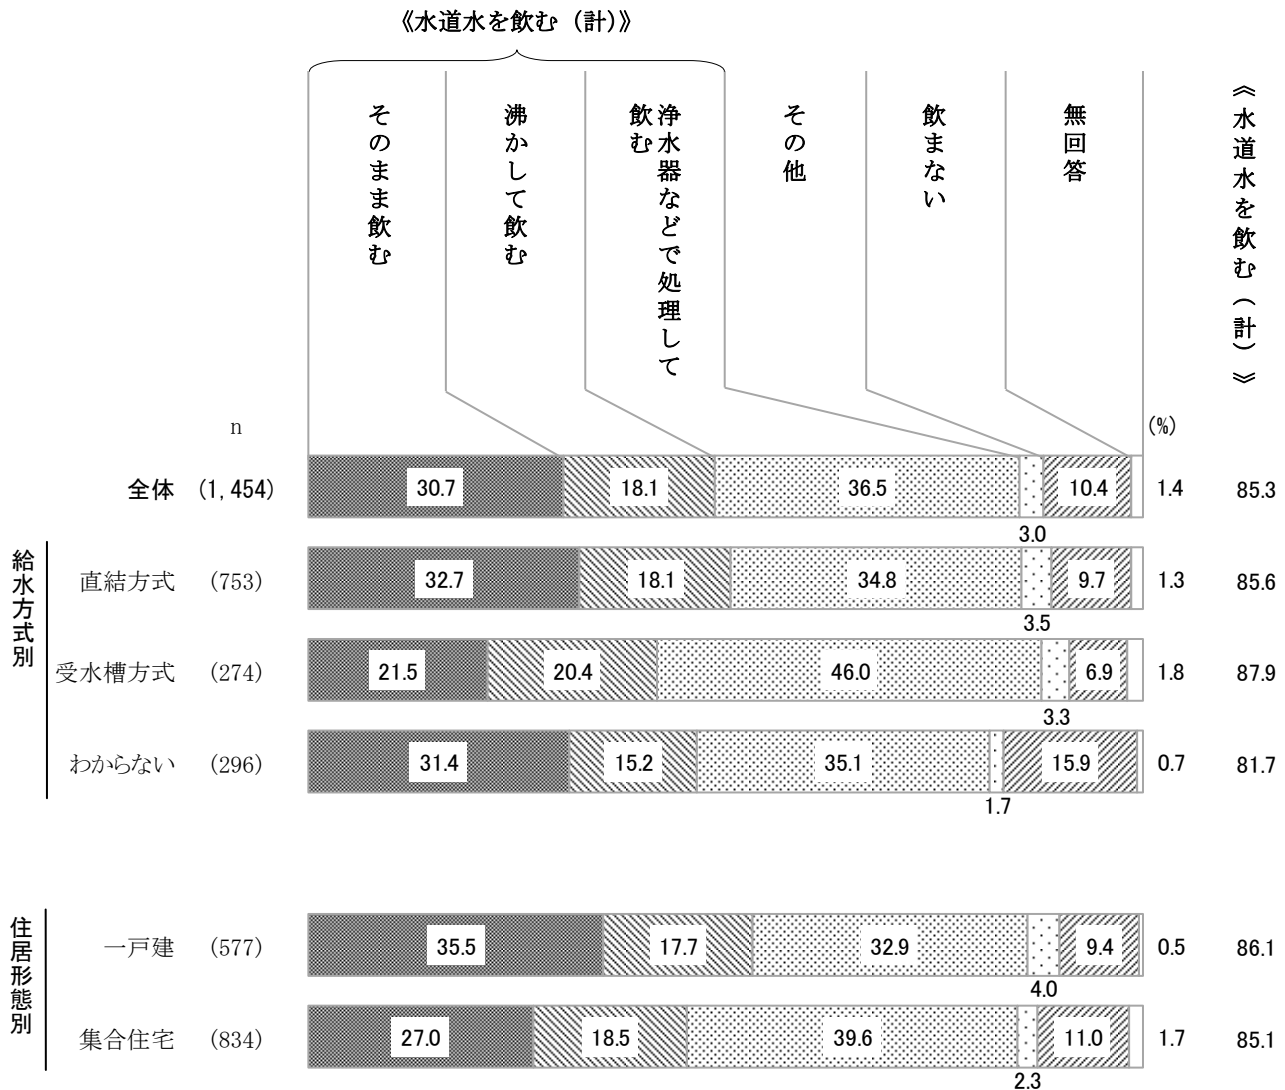 《水道水を飲む（計）》
そのまま飲む
沸かして飲む
浄水器などで処理して
飲む
その他
飲まない
無回答
《水道水を飲む（計）》
n
(%)
全体 (1,454) 30.7 18.1 36.5 10.4 1.4 85.3
3.0
給水方式別
直結方式 (753) 32.7 18.1 34.8 9.7 1.3 85.6
3.5
受水槽方式 (274) 21.5 20.4 46.0 6.9 1.8 87.9
3.3
わからない (296) 31.4 15.2 35.1 15.9 0.7 81.7
1.7
住居形態別
一戸建 (577) 35.5 17.7 32.9 9.4 0.5 86.1
4.0
集合住宅 (834) 27.0 18.5 39.6 11.0 1.7 85.1
2.3